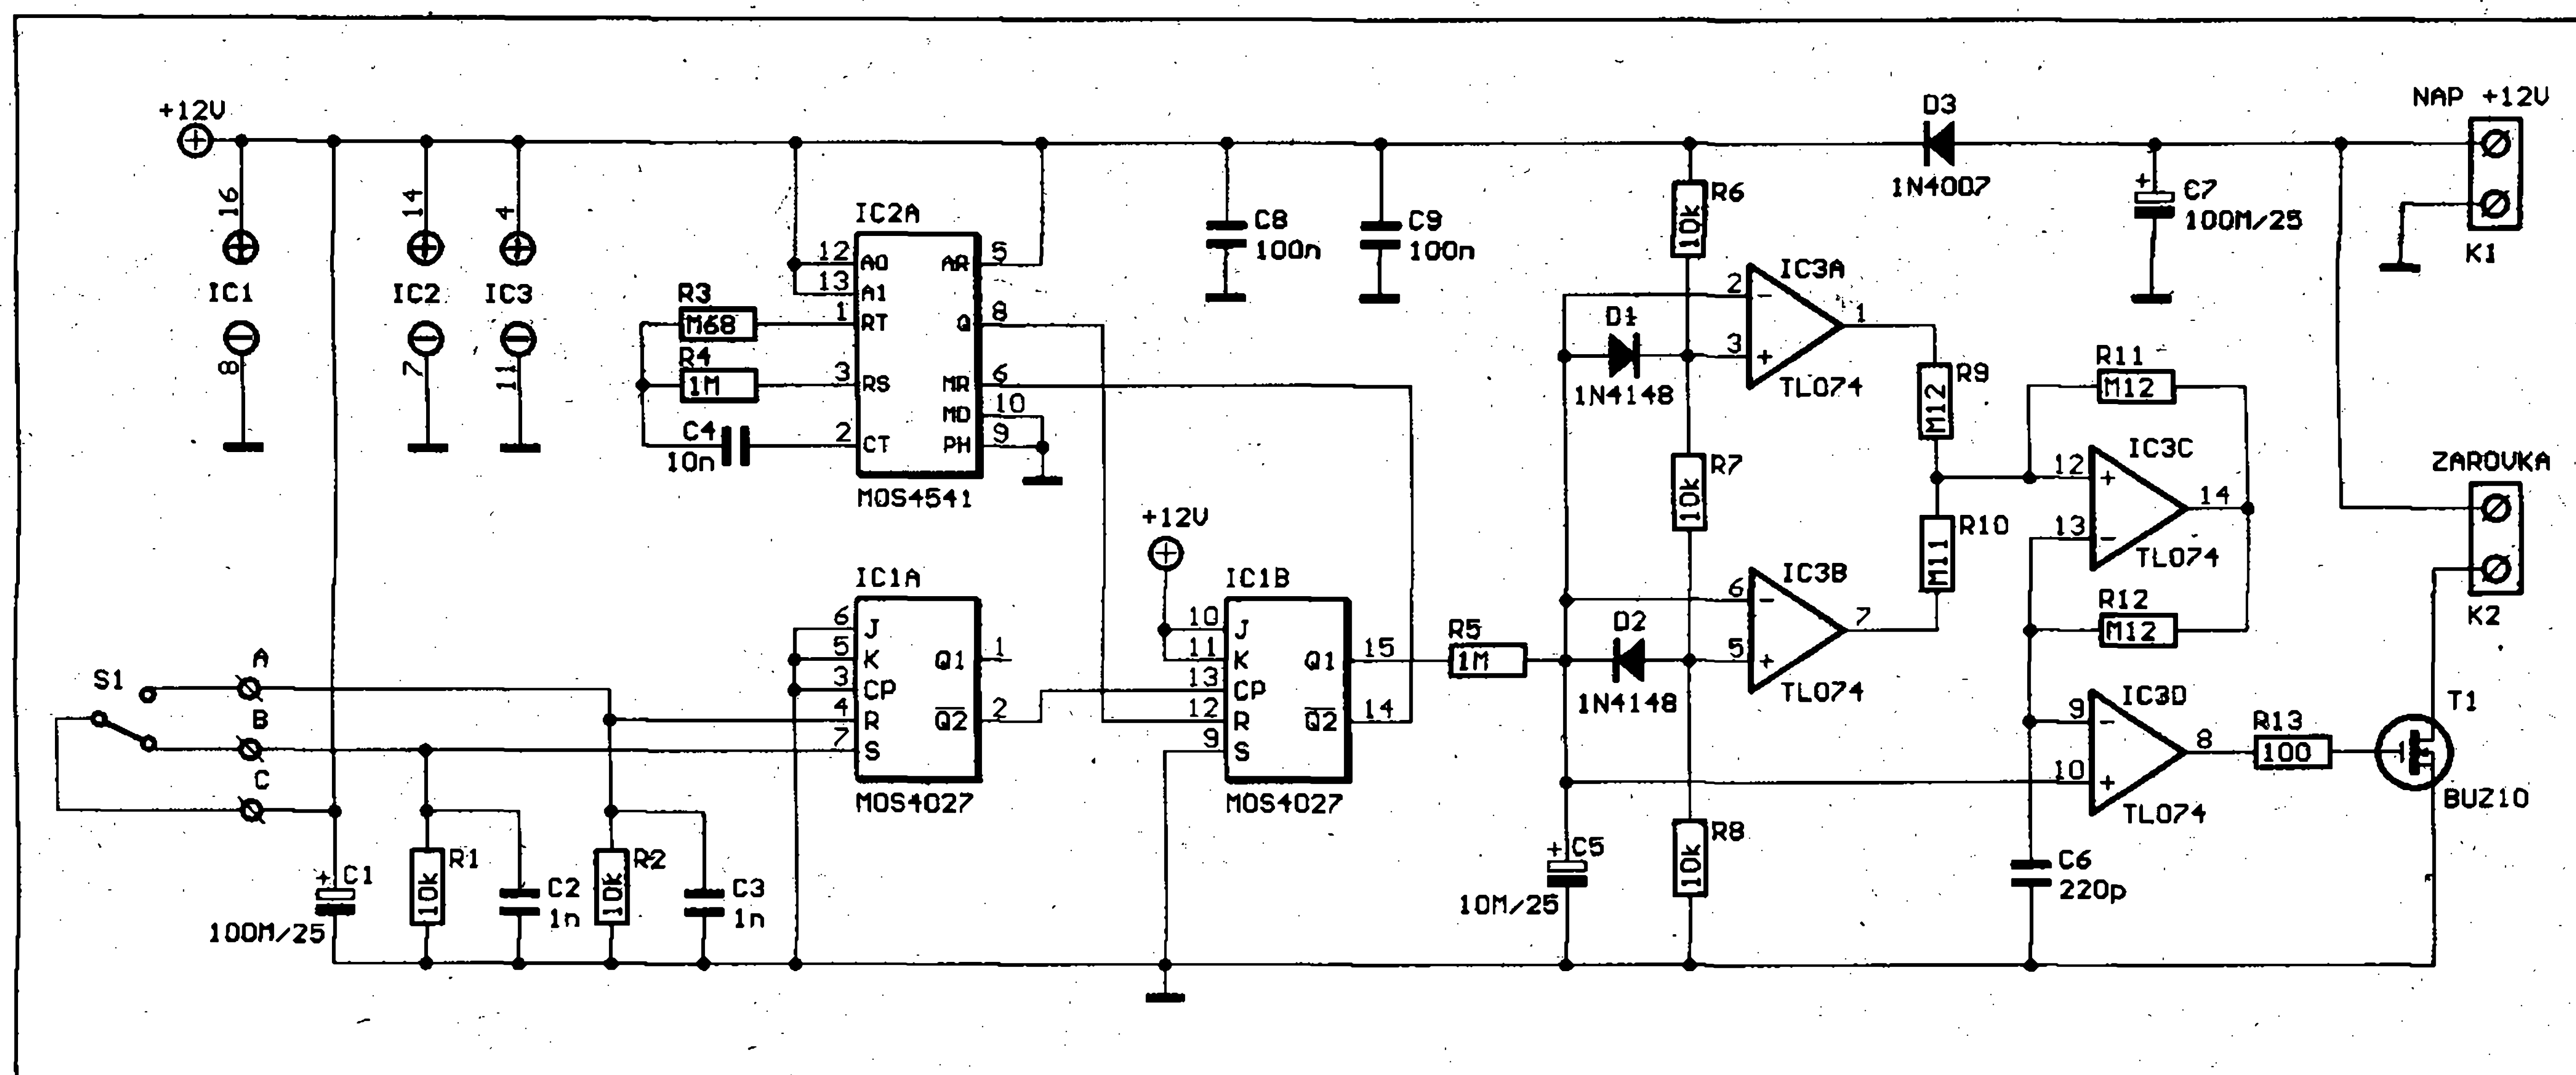 +12V
NAP +12V
D3
1N4007
C7
+
100M/25
K1
16
14
4
IC1
IC2
IC3
8
7
11
IC2A
12 A0
13 A1
1 RT
3 RS
2 CT
AR 5
Q 8
MR 6
MD 10
PH 9
MOS4541
R3
M68
R4
1M
C4
10n
C8
100n
C9
100n
R6
10k
IC3A
2
-
3
+
1
TL074
D1
1N4148
R9
M12
R11
M12
R7
10k
IC3C
12
+
13
-
14
TL074
R10
M11
ZAROVKA
K2
+12V
IC1A
6 J
5 K
3 CP
4 R
7 S
Q1 1
Q2 2
MOS4027
IC1B
10 J
11 K
13 CP
12 R
9 S
Q1 15
Q2 14
MOS4027
R5
1M
D2
1N4148
IC3B
6
-
5
+
7
TL074
R12
M12
IC3D
9
-
10
+
8
TL074
R13
100
T1
BUZ10
S1
A
B
C
+
C1
100M/25
R1
10k
C2
1n
R2
10k
C3
1n
+
C5
10M/25
R8
10k
C6
220p